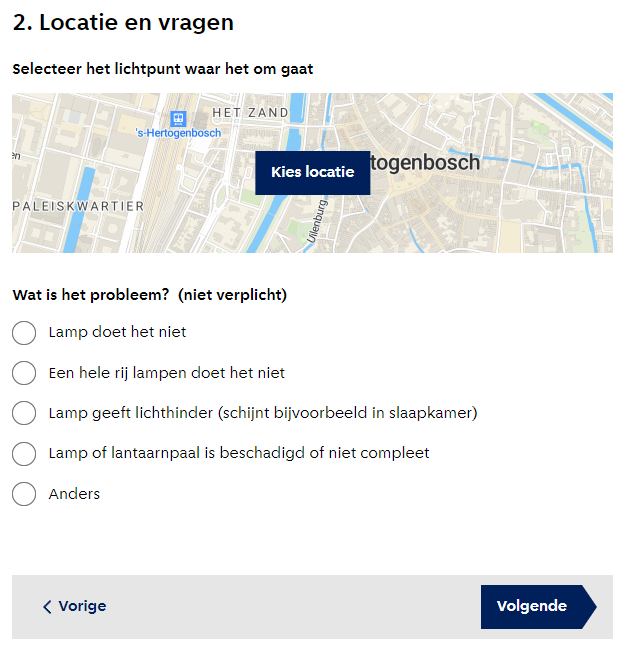 2. Locatie en vragen
Selecteer het lichtpunt waar het om gaat
HET ZAND
's-Hertogenbosch
en
Kies locatie
togenbosch
PALEISKWARTIER
Uilenburg
Wat is het probleem? (niet verplicht)
Lamp doet het niet
Een hele rij lampen doet het niet
Lamp geeft lichthinder (schijnt bijvoorbeeld in slaapkamer)
Lamp of lantaarnpaal is beschadigd of niet compleet
Anders
Vorige
Volgende